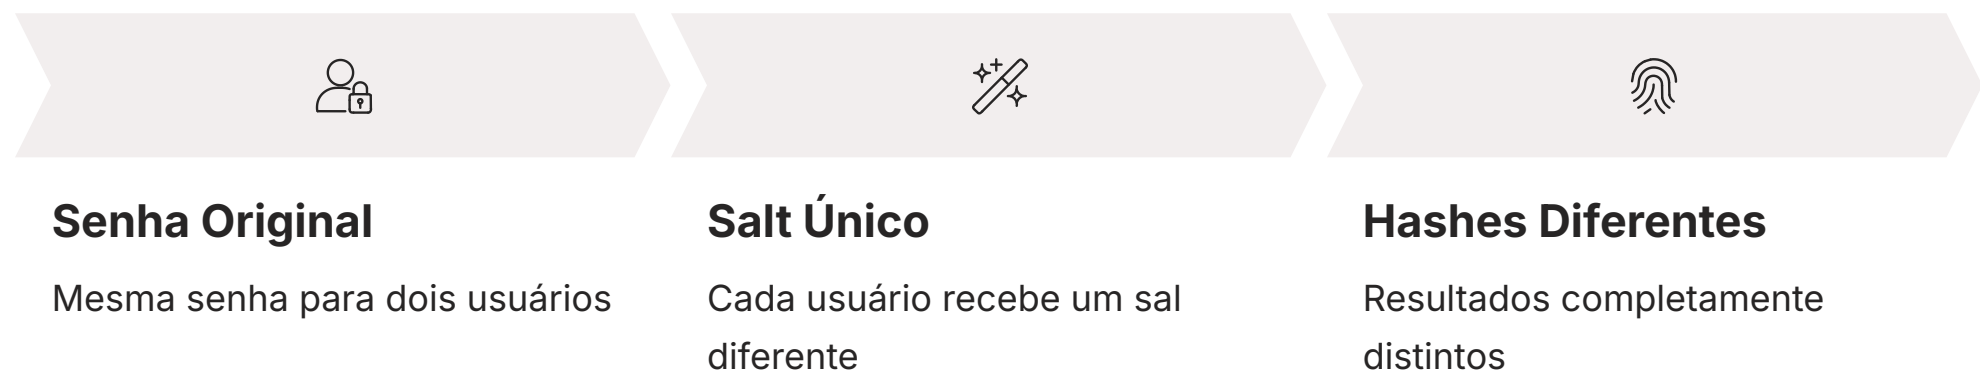 Senha Original
Mesma senha para dois usuários
Salt Único
Cada usuário recebe um sal
diferente
Hashes Diferentes
Resultados completamente
distintos